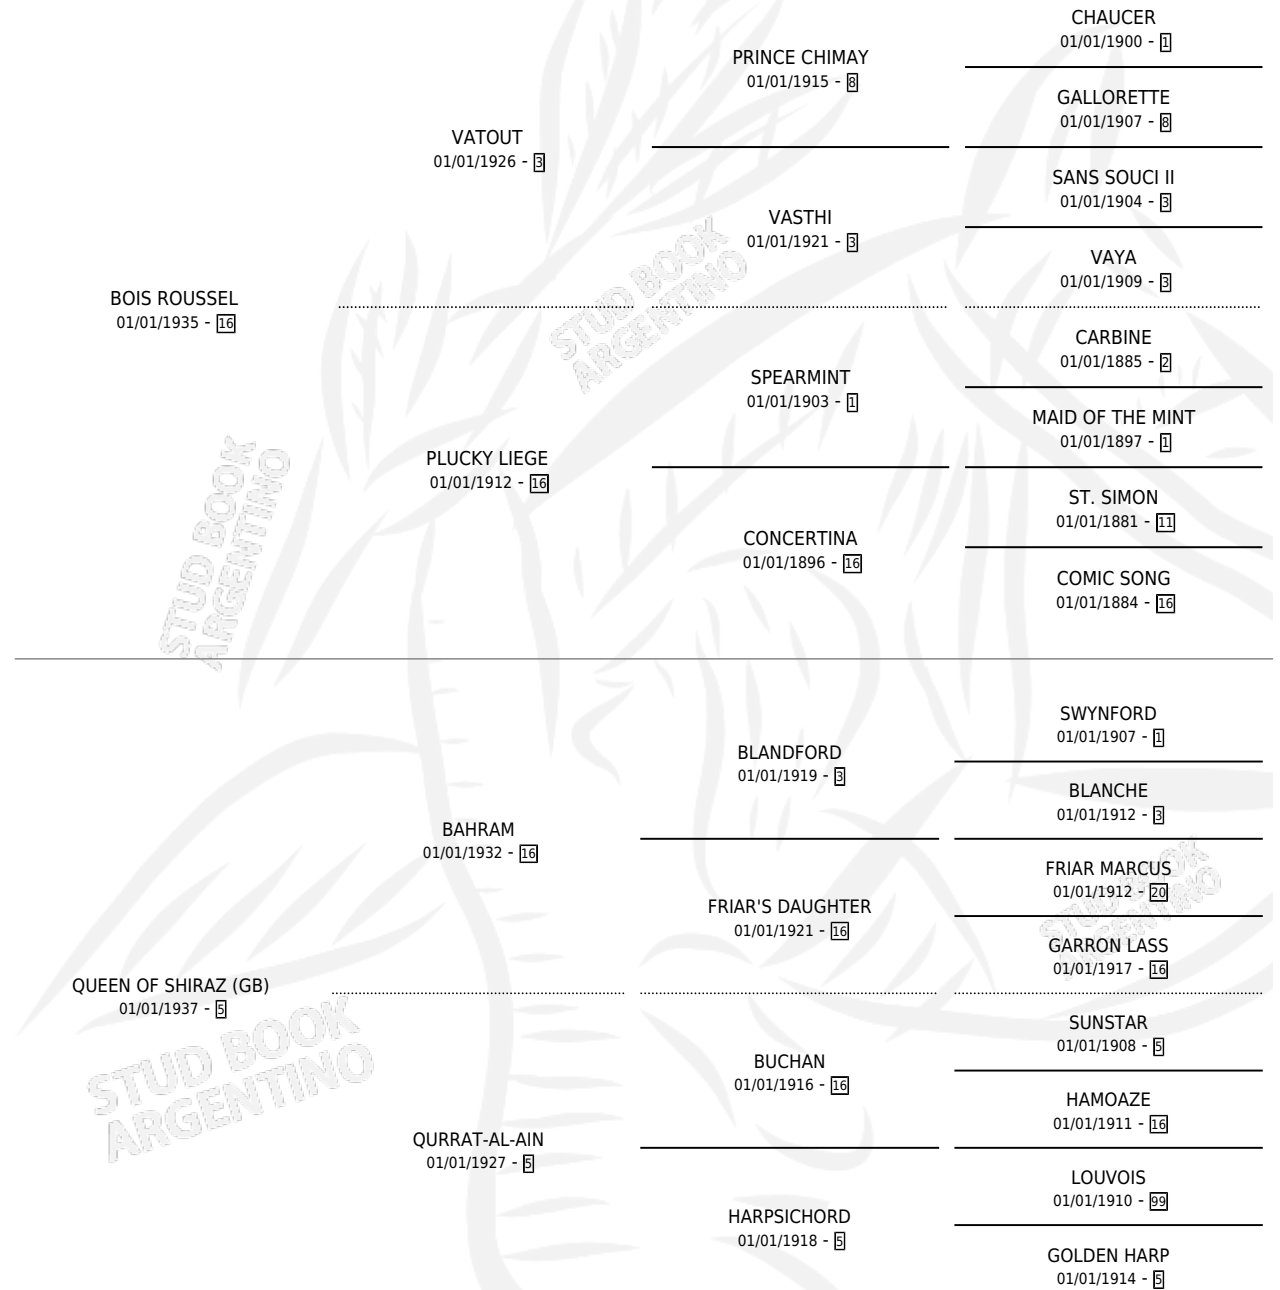 CHAUCER
01/01/1900 - 1
PRINCE CHIMAY
01/01/1915 - 8
GALLORETTE
01/01/1907 - 8
VATOUT
01/01/1926 - 3
SANS SOUCI II
01/01/1904 - 3
VASTHI
01/01/1921 - 3
VAYA
01/01/1909 - 3
BOIS ROUSSEL
01/01/1935 - 16
CARBINE
01/01/1885 - 2
SPEARMINT
01/01/1903 - 1
MAID OF THE MINT
01/01/1897 - 1
PLUCKY LIEGE
01/01/1912 - 16
ST. SIMON
01/01/1881 - 11
CONCERTINA
01/01/1896 - 16
COMIC SONG
01/01/1884 - 16
SWYNFORD
01/01/1907 - 1
BLANDFORD
01/01/1919 - 3
BLANCHE
01/01/1912 - 3
BAHRAM
01/01/1932 - 16
FRIAR MARCUS
01/01/1912 - 20
FRIAR'S DAUGHTER
01/01/1921 - 16
GARRON LASS
01/01/1917 - 16
QUEEN OF SHIRAZ (GB)
01/01/1937 - 5
SUNSTAR
01/01/1908 - 5
BUCHAN
01/01/1916 - 16
HAMOAZE
01/01/1911 - 16
QURRAT-AL-AIN
01/01/1927 - 5
LOUVOIS
01/01/1910 - 99
HARPSICHORD
01/01/1918 - 5
GOLDEN HARP
01/01/1914 - 5
STUD BOOK
ARGENTINO
STUD BOOK
ARGENTINO
STUD BOOK
ARGENTINO
STUD BOOK
ARGENTINO